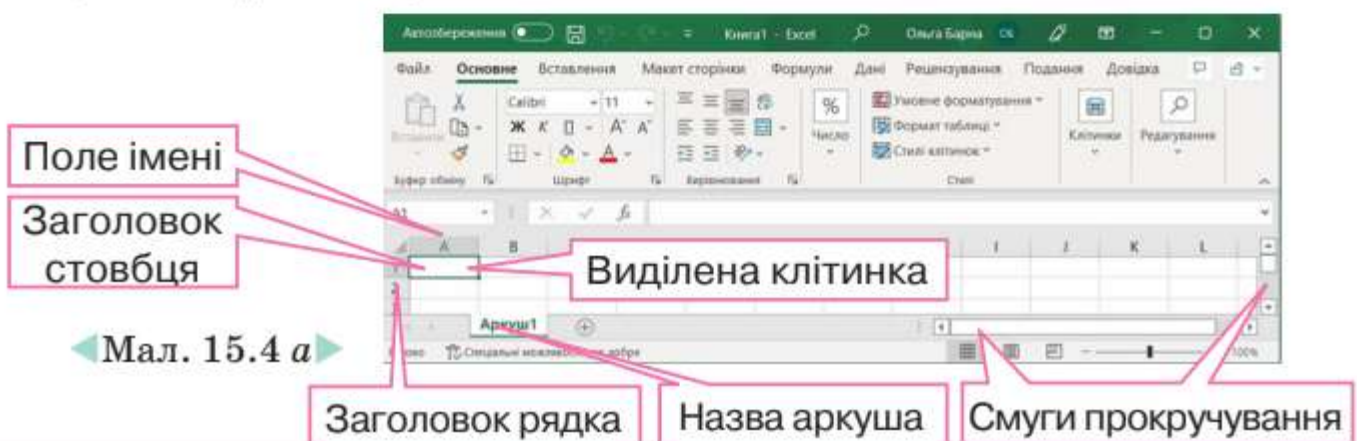 Автозбереження
Книга1 - Excel
Ольга Барна
Файл Основне Вставлення Макет сторінки Формули Дані Рецензування Подання Довідка
Calibri 11
Ж К П
%
Число
Умовне форматування
Формат таблиці
Стилі клітинок
Клітинки
Редагування
Буфер обміну
Шрифт
Вирівнювання
Стилі
A1
fx
A B I J K L
Поле імені
Заголовок
стовбця
Виділена клітинка
Аркуш1
100%
Мал. 15.4 а
Заголовок рядка
Назва аркуша
Смуги прокручування